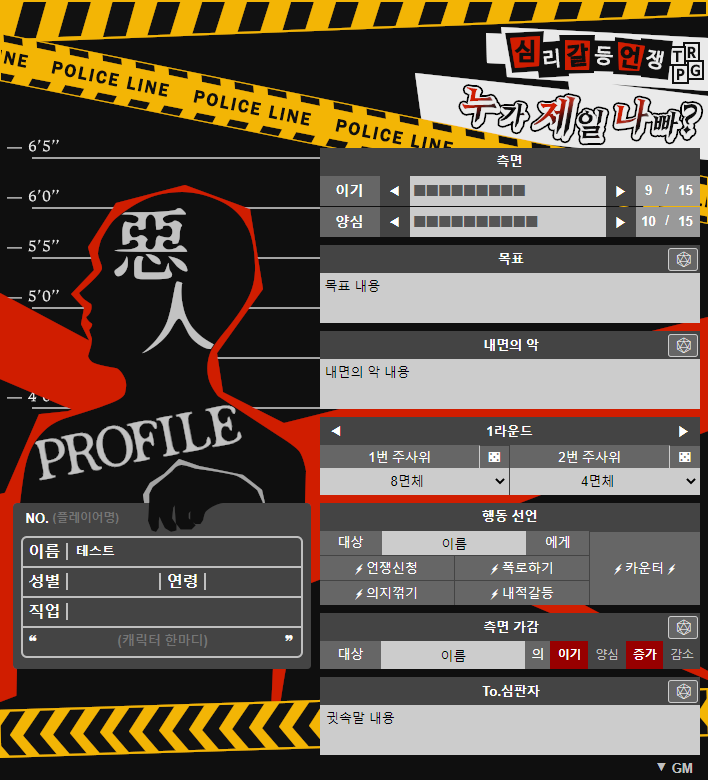 심리갈등언쟁 TRPG
누가 제일 나빠?
LINE POLICE LINE POLICE LINE POLICE LINE
6′5″
6′0″
5′5″
5′0″
惡
人
PROFILE
NO. (플레이어명)
이름 | 테스트
성별 | | 연령 |
직업 |
❝ (캐릭터 한마디) ❞
측면
이기 ◀ ■■■■■■■■■ ▶ 9 / 15
양심 ◀ ■■■■■■■■■■ ▶ 10 / 15
목표
목표 내용
내면의 악
내면의 악 내용
◀ 1라운드 ▶
1번 주사위 2번 주사위
8면체 4면체
행동 선언
대상 이름 에게
⚡언쟁신청 ⚡폭로하기 ⚡카운터⚡
⚡의지꺾기 ⚡내적갈등
측면 가감
대상 이름 의 이기 양심 증가 감소
To.심판자
귓속말 내용
▼ GM